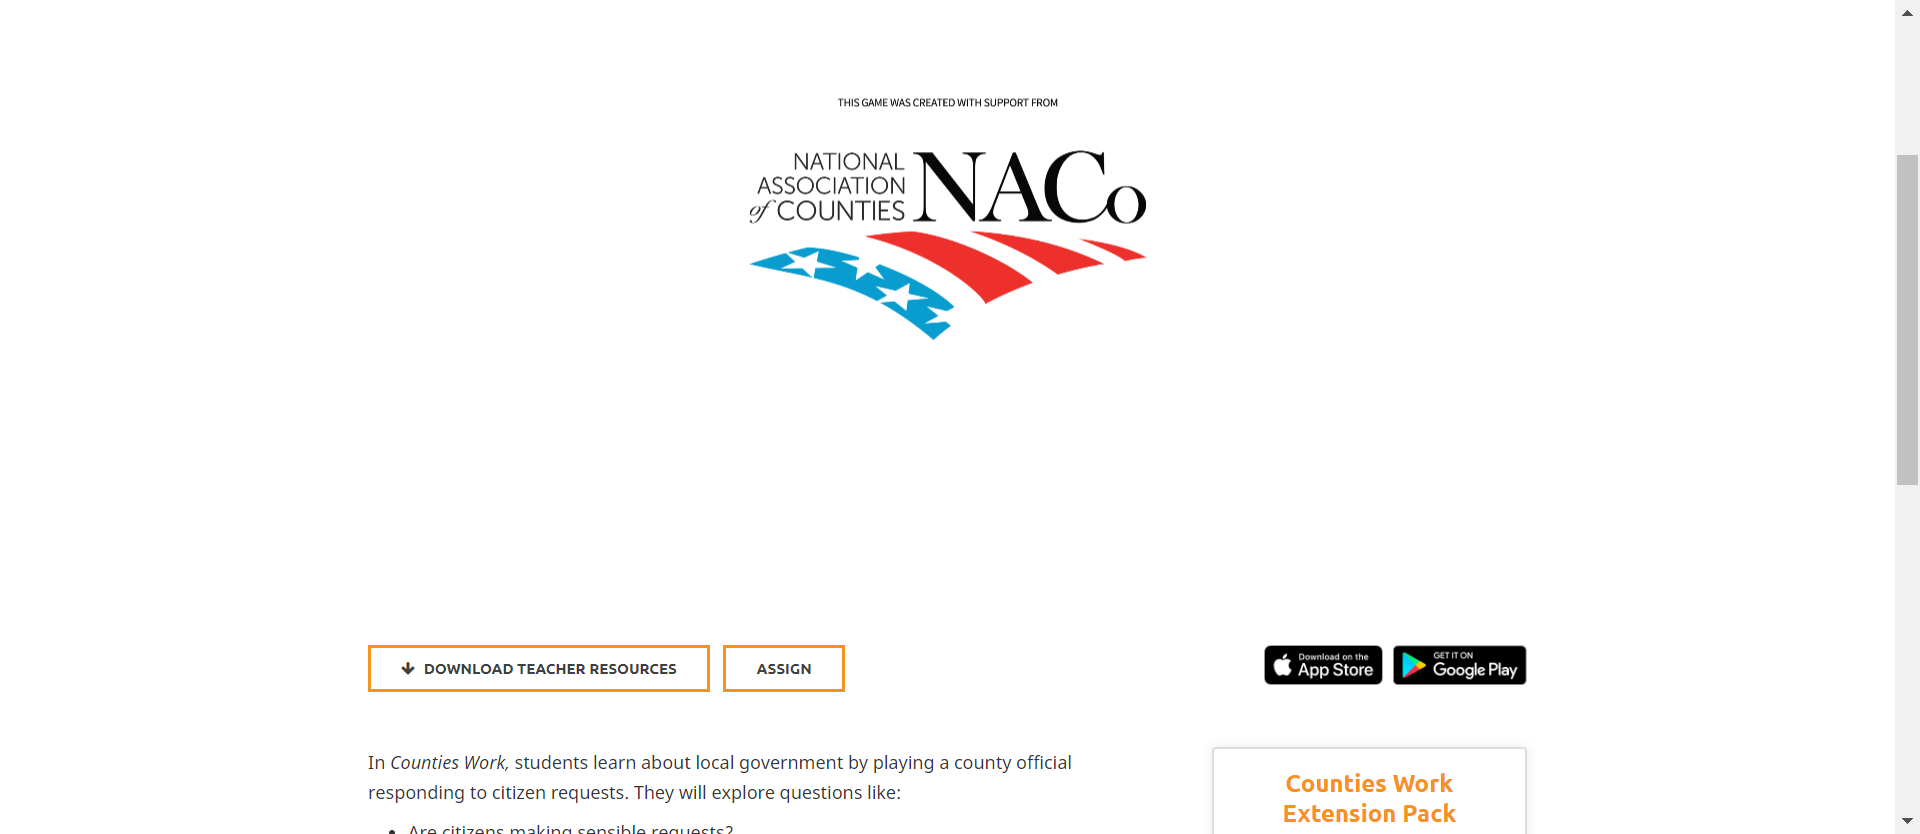 THIS GAME WAS CREATED WITH SUPPORT FROM
NATIONAL
ASSOCIATION
of COUNTIES
NACo
DOWNLOAD TEACHER RESOURCES
ASSIGN
Download on the
App Store
GET IT ON
Google Play
In Counties Work, students learn about local government by playing a county official
responding to citizen requests. They will explore questions like:
• Are citizens making sensible requests?
Counties Work
Extension Pack